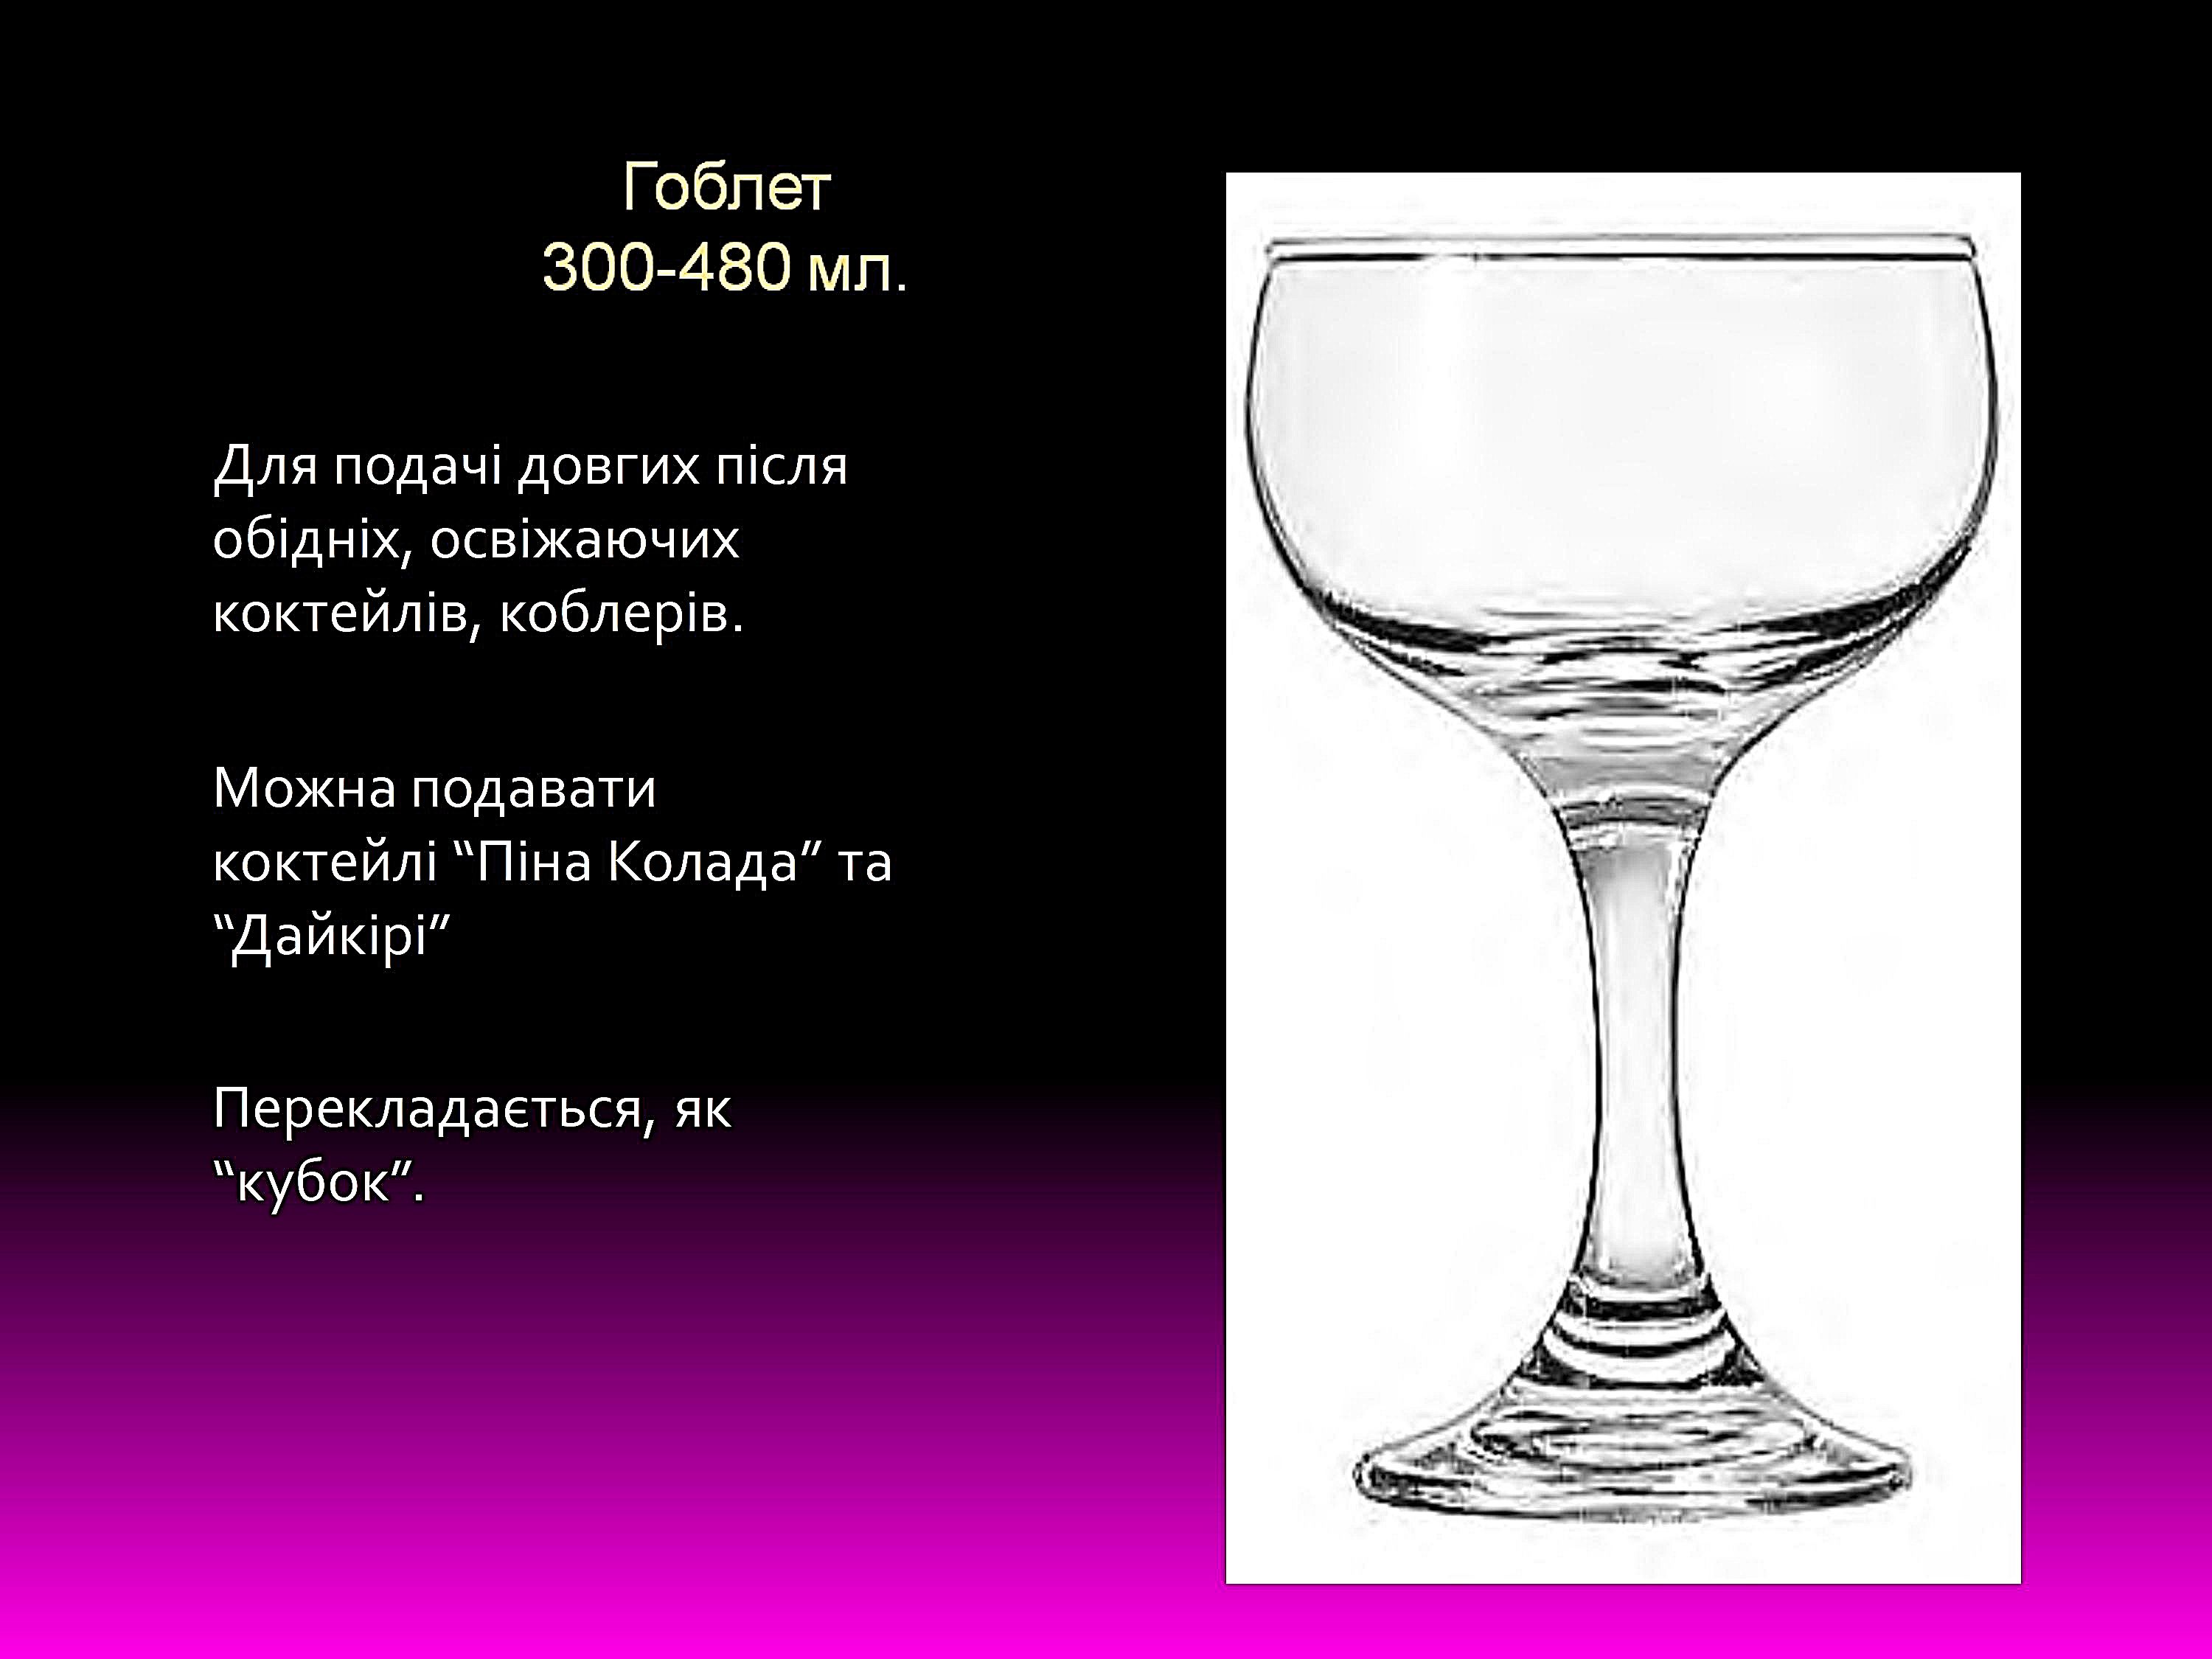 Гоблет
300-480 мл.
Для подачі довгих після
обідніх, освіжаючих
коктейлів, коблерів.
Можна подавати
коктейлі “Піна Колада” та
“Дайкірі”
Перекладається, як
“кубок”.